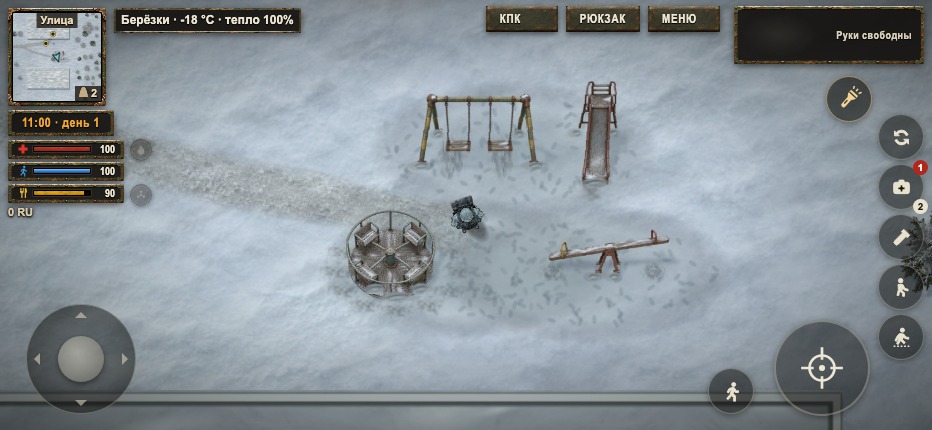 Улица
Берёзки · -18 °C · тепло 100%
КПК
РЮКЗАК
МЕНЮ
Руки свободны
2
11:00 · день 1
100
100
90
0 RU
1
2